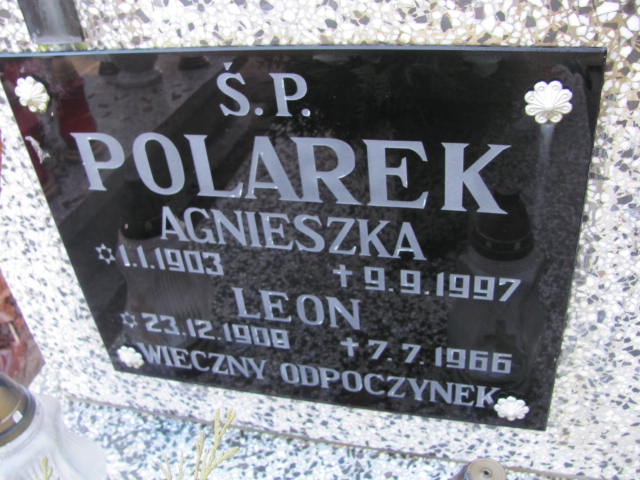 Ś.P.
POLAREK
AGNIESZKA
✡1.1.1903 ✝9.9.1997
LEON
✡23.12.1908 ✝7.7.1966
WIECZNY ODPOCZYNEK